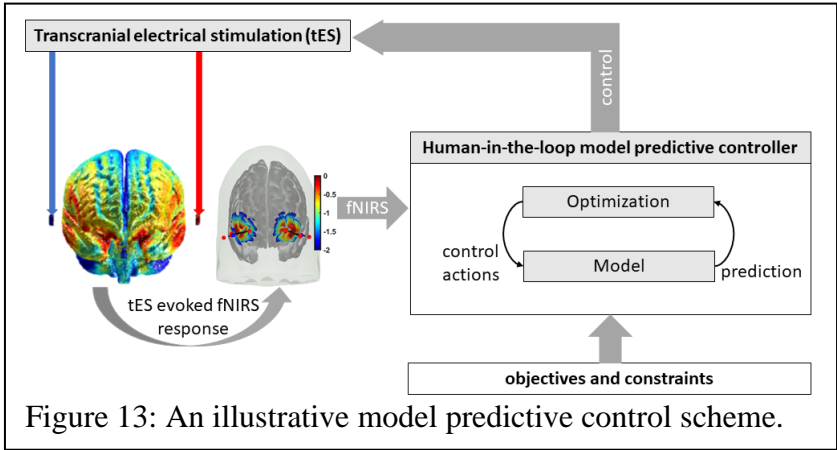 Transcranial electrical stimulation (tES)
control
Human-in-the-loop model predictive controller
Optimization
control
actions
Model
prediction
fNIRS
0
-0.5
-1
-1.5
-2
tES evoked fNIRS
response
objectives and constraints
Figure 13: An illustrative model predictive control scheme.